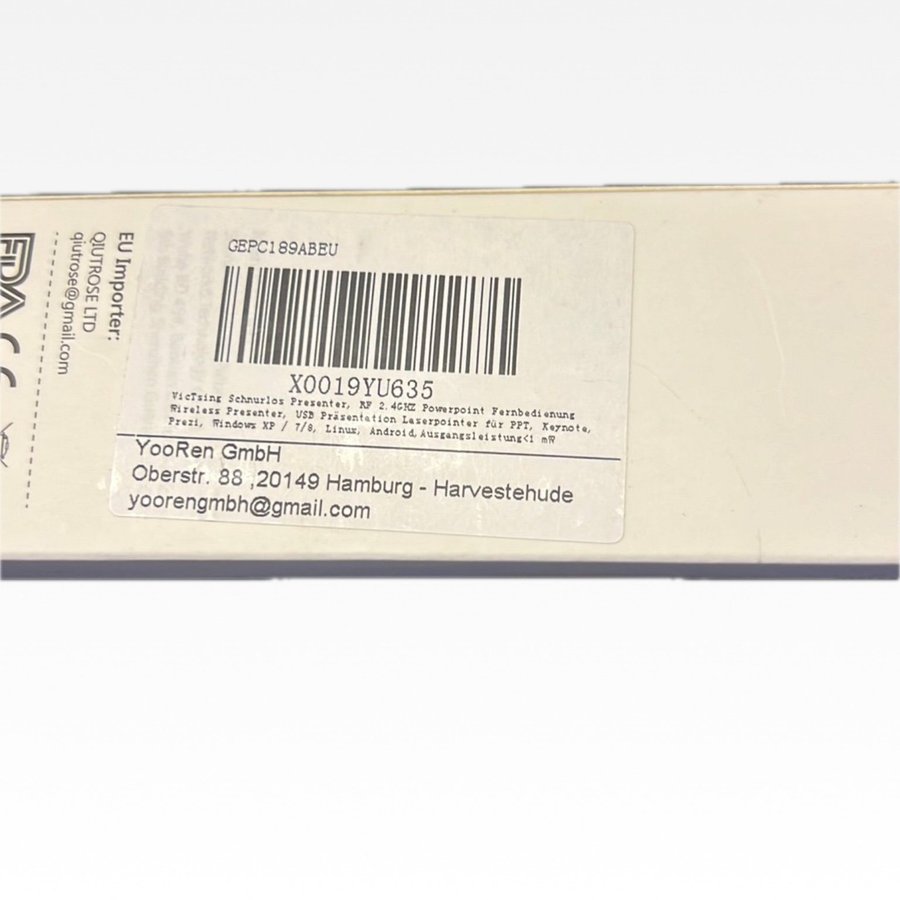 GEPC189ABEU
X0019YU635
VicTsing Schnurlos Presenter, RF 2.4GHZ Powerpoint Fernbedienung
Wireless Presenter, USB Präsentation Laserpointer für PPT, Keynote,
Prezi, Windows XP / 7/8, Linux, Android,Ausgangsleistung<1 mW
YooRen GmbH
Oberstr. 88 ,20149 Hamburg - Harvestehude
yoorengmbh@gmail.com
EU Importer:
QIUTROSE LTD
qiutrose@gmail.com